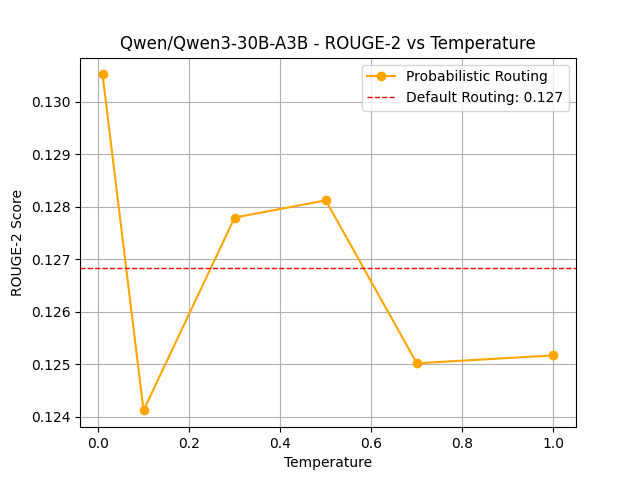 Qwen/Qwen3-30B-A3B - ROUGE-2 vs Temperature
Probabilistic Routing
Default Routing: 0.127
ROUGE-2 Score
0.130
0.129
0.128
0.127
0.126
0.125
0.124
0.0 0.2 0.4 0.6 0.8 1.0
Temperature